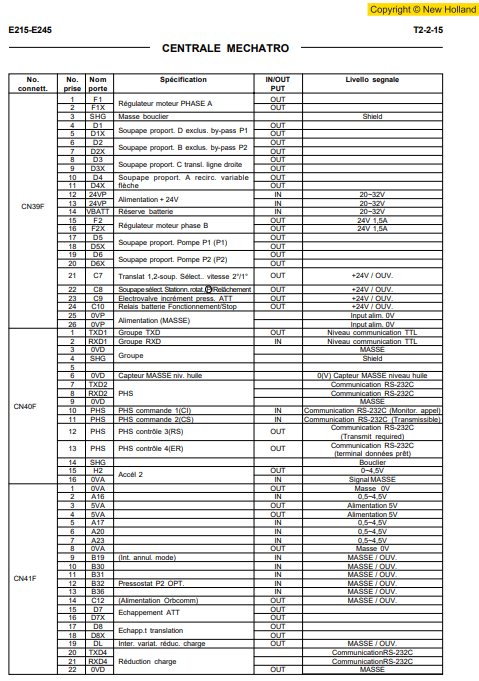 Copyright © New Holland
E215-E245 T2-2-15
CENTRALE MECHATRO
No. connett. No. prise Nom porte Spécification IN/OUT PUT Livello segnale
CN39F
1 F1 Régulateur moteur PHASE A OUT
2 F1X OUT
3 SHG Masse bouclier Shield
4 D1 Soupape proport. D exclus. by-pass P1 OUT
5 D1X OUT
6 D2 Soupape proport. B exclus. by-pass P2 OUT
7 D2X OUT
8 D3 Soupape proport. C transl. ligne droite OUT
9 D3X OUT
10 D4 Soupape proport. A recirc. variable flèche OUT
11 D4X OUT
12 24VP Alimentation + 24V IN 20~32V
13 24VP IN 20~32V
14 VBATT Réserve batterie IN 20~32V
15 F2 Régulateur moteur phase B OUT 24V 1,5A
16 F2X OUT 24V 1,5A
17 D5 Soupape proport. Pompe P1 (P1) OUT
18 D5X OUT
19 D6 Soupape proport. Pompe P2 (P2) OUT
20 D6X OUT
21 C7 Translat 1,2-soup. Sélect.. vitesse 2°/1° OUT +24V / OUV.
22 C8 Soupape sélect. Stationn. rotat. P Relâchement OUT +24V / OUV.
23 C9 Electrovalve incrément press. ATT OUT +24V / OUV.
24 C10 Relais batterie Fonctionnement/Stop OUT +24V / OUV.
25 0VP Alimentation (MASSE) Input alim. 0V
26 0VP Input alim. 0V
CN40F
1 TXD1 Groupe TXD OUT Niveau communication TTL
2 RXD1 Groupe RXD IN Niveau communication TTL
3 0VD Groupe MASSE
4 SHG Shield
5
6 0VD Capteur MASSE niv. huile 0(V) Capteur MASSE niveau huile
7 TXD2 PHS Communication RS-232C
8 RXD2 Communication RS-232C
9 0VD MASSE
10 PHS PHS commande 1(CI) IN Communication RS-232C (Monitor. appel)
11 PHS PHS commande 2(CS) IN Communication RS-232C (Transmissible)
12 PHS PHS contrôle 3(RS) OUT Communication RS-232C (Transmit required)
13 PHS PHS contrôle 4(ER) OUT Communication RS-232C (terminal données prêt)
14 SHG Bouclier
15 H2 Accél 2 OUT 0~4,5V
16 0VA IN Signal MASSE
CN41F
1 0VA OUT Masse 0V
2 A16 IN 0,5~4,5V
3 5VA OUT Alimentation 5V
4 5VA OUT Alimentation 5V
5 A17 IN 0,5~4,5V
6 A20 IN 0,5~4,5V
7 A23 IN 0,5~4,5V
8 0VA OUT Masse 0V
9 B19 (Int. annul. mode) IN MASSE / OUV.
10 B30 IN MASSE / OUV.
11 B31 IN MASSE / OUV.
12 B32 Pressostat P2 OPT. IN MASSE / OUV.
13 B36 IN MASSE / OUV.
14 C12 (Alimentation Orbcomm) OUT MASSE / OUV.
15 D7 Echappement ATT OUT
16 D7X OUT
17 D8 Echapp.t translation OUT
18 D8X OUT
19 DL Inter. variat. réduc. charge OUT MASSE / OUV.
20 TXD4 Réduction charge CommunicationRS-232C
21 RXD4 CommunicationRS-232C
22 0VD OUT MASSE